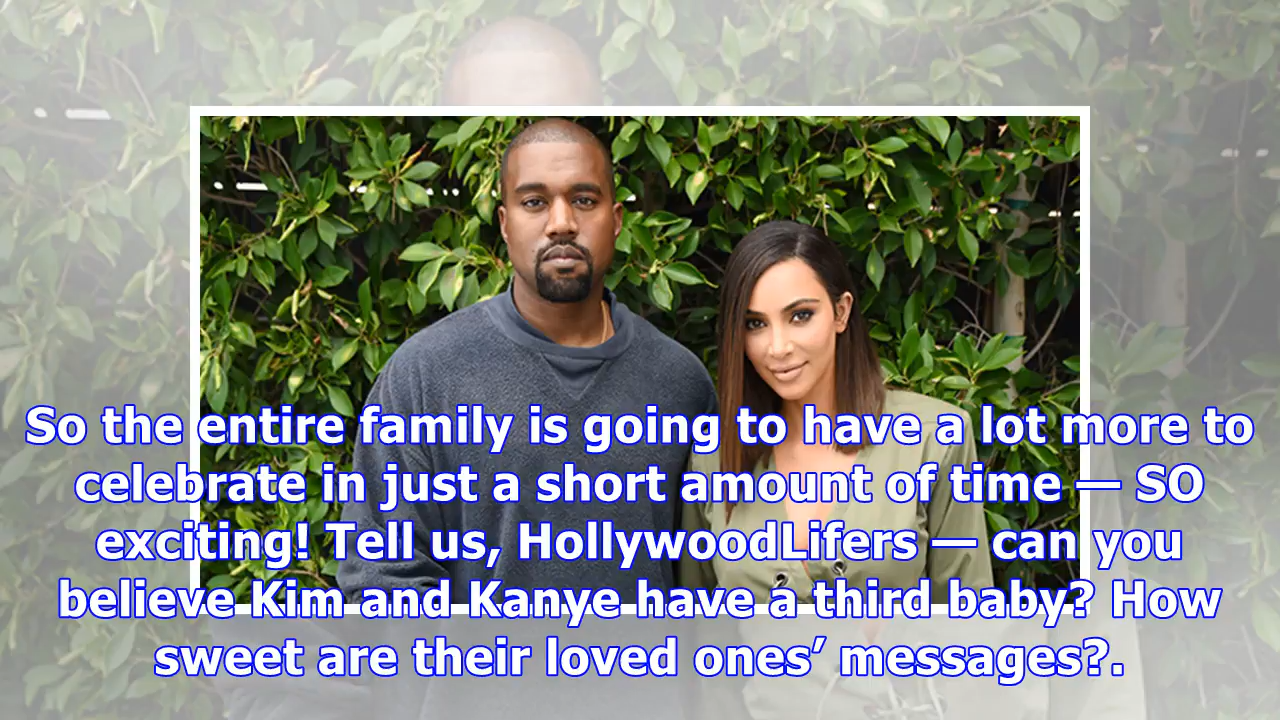 So the entire family is going to have a lot more to
celebrate in just a short amount of time — SO
exciting! Tell us, HollywoodLifers — can you
believe Kim and Kanye have a third baby? How
sweet are their loved ones’ messages?.